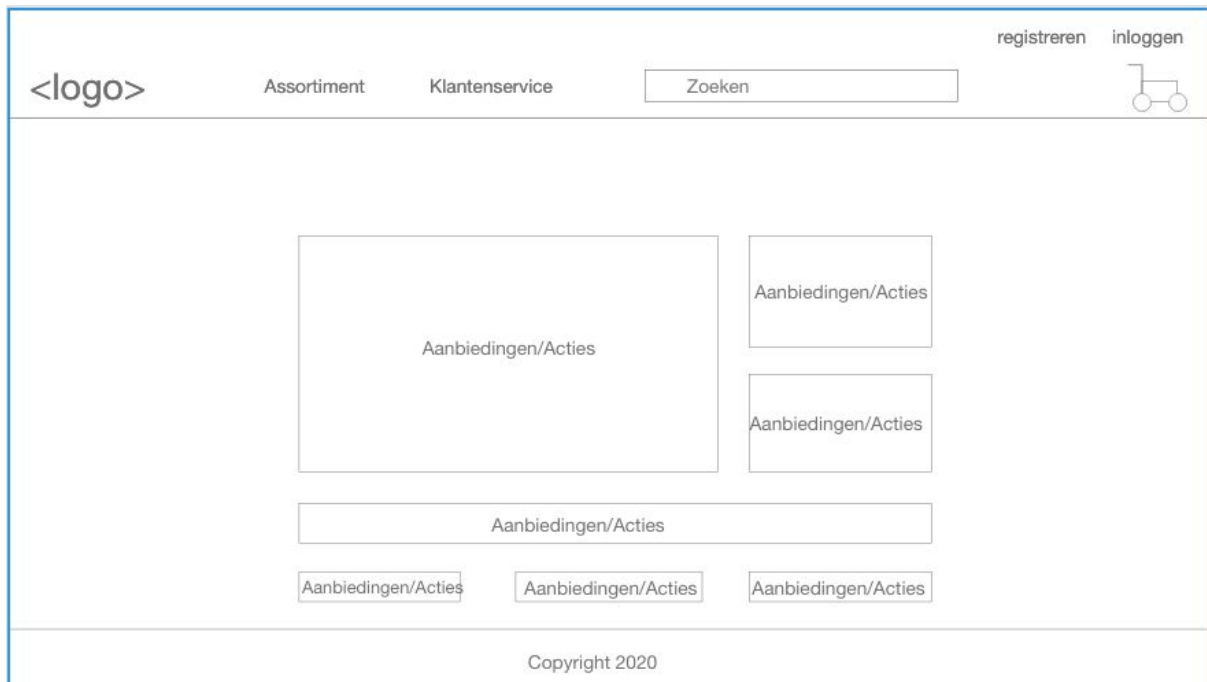 registreren inloggen
<logo> Assortiment Klantenservice Zoeken
Aanbiedingen/Acties
Aanbiedingen/Acties
Aanbiedingen/Acties
Aanbiedingen/Acties
Aanbiedingen/Acties Aanbiedingen/Acties Aanbiedingen/Acties
Copyright 2020